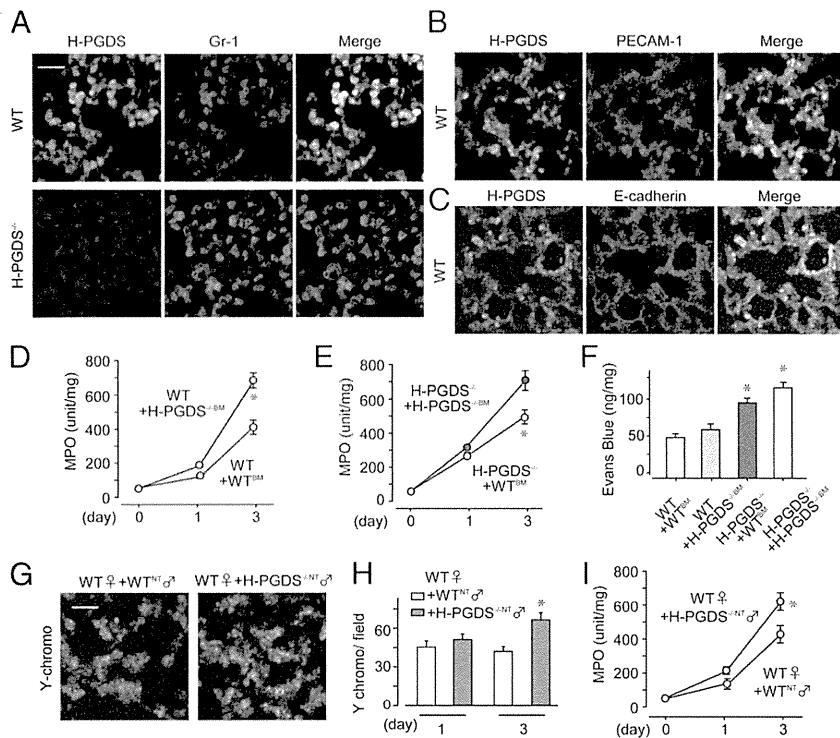 A
H-PGDS Gr-1 Merge
WT
H-PGDS-/-
B
H-PGDS PECAM-1 Merge
WT
C
H-PGDS E-cadherin Merge
WT
D
MPO (unit/mg)
800
600
400
200
0
WT
+H-PGDS-/-BM
*
WT
+WTBM
(day) 0 1 3
E
MPO (unit/mg)
800
600
400
200
0
H-PGDS-/-
+H-PGDS-/-BM
*
H-PGDS-/-
+WTBM
(day) 0 1 3
F
Evans Blue (ng/mg)
100
50
0
* *
WT
+WTBM
WT
+H-PGDS-/-BM
H-PGDS-/-
+WTBM
H-PGDS-/-
+H-PGDS-/-BM
G
WT♀+WTNT♂ WT♀+H-PGDS-/-NT♂
Y-chromo
H
WT♀
+WTNT♂
+H-PGDS-/-NT♂
*
Y chromo/ field
60
30
0
(day) 1 3
I
MPO (unit/mg)
800
600
400
200
0
WT♀
+H-PGDS-/-NT♂
*
WT♀
+WTNT♂
(day) 0 1 3